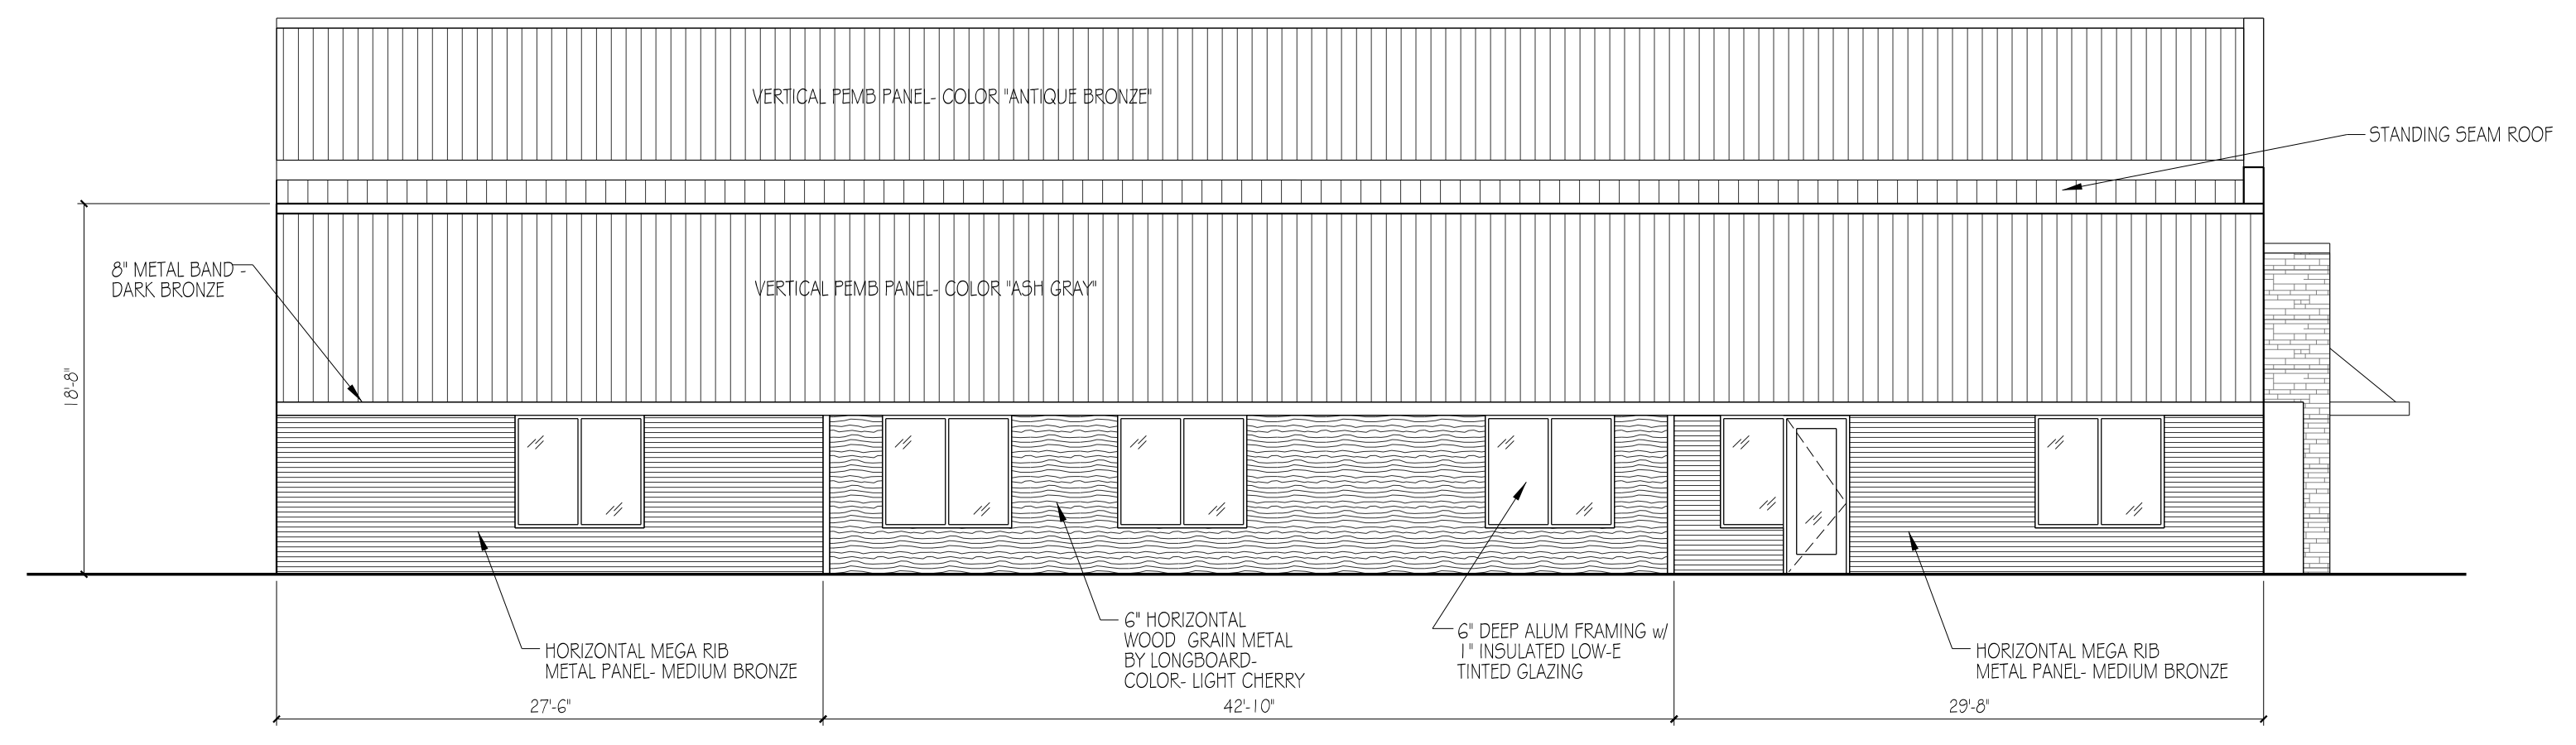 VERTICAL PEMB PANEL- COLOR "ANTIQUE BRONZE"
STANDING SEAM ROOF
8" METAL BAND -
DARK BRONZE
VERTICAL PEMB PANEL- COLOR "ASH GRAY"
18'-8"
HORIZONTAL MEGA RIB
METAL PANEL- MEDIUM BRONZE
6" HORIZONTAL
WOOD GRAIN METAL
BY LONGBOARD-
COLOR- LIGHT CHERRY
6" DEEP ALUM FRAMING w/
1" INSULATED LOW-E
TINTED GLAZING
HORIZONTAL MEGA RIB
METAL PANEL- MEDIUM BRONZE
27'-6"
42'-10"
29'-8"